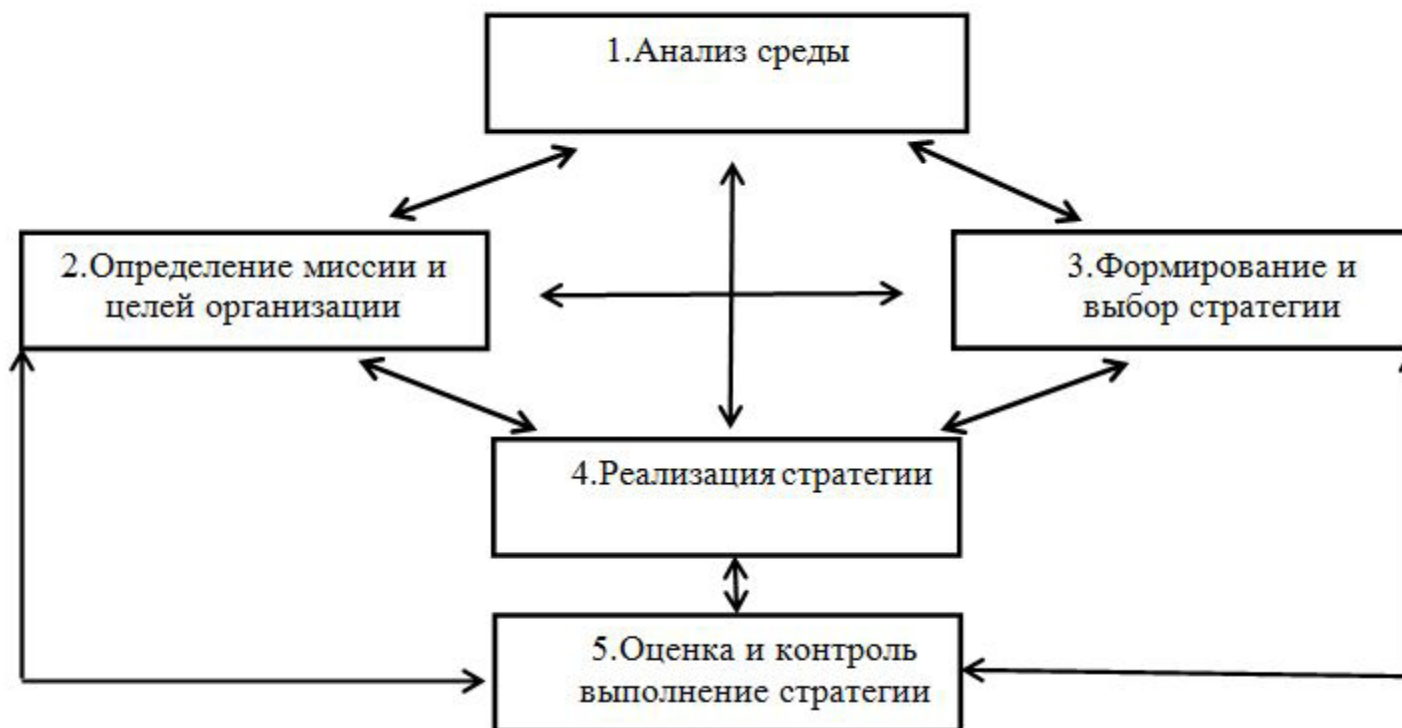 1.Анализ среды
2.Определение миссии и
целей организации
3.Формирование и
выбор стратегии
4.Реализация стратегии
5.Оценка и контроль
выполнение стратегии